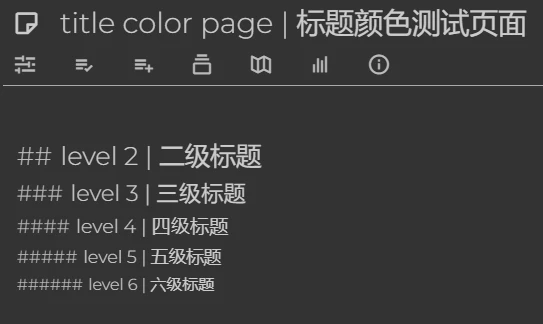 title color page | 标题颜色测试页面
## level 2 | 二级标题
### level 3 | 三级标题
#### level 4 | 四级标题
##### level 5 | 五级标题
###### level 6 | 六级标题